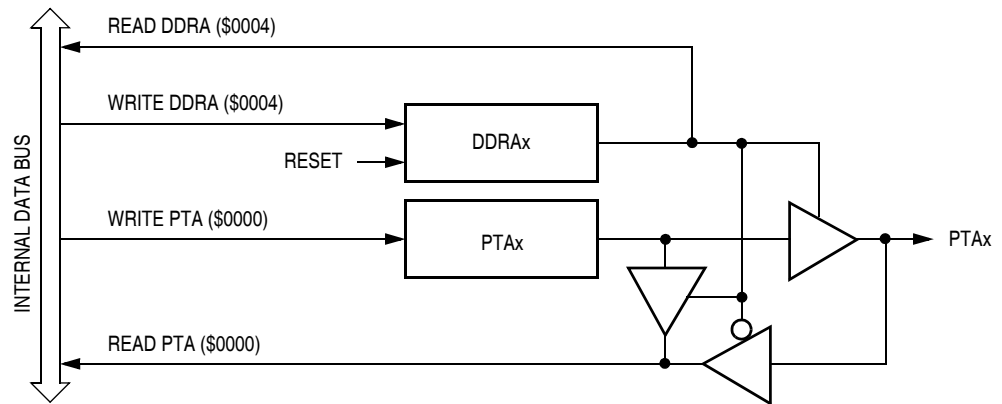 READ DDRA ($0004)
WRITE DDRA ($0004)
DDRAx
RESET
WRITE PTA ($0000)
PTAx
PTAx
READ PTA ($0000)
INTERNAL DATA BUS